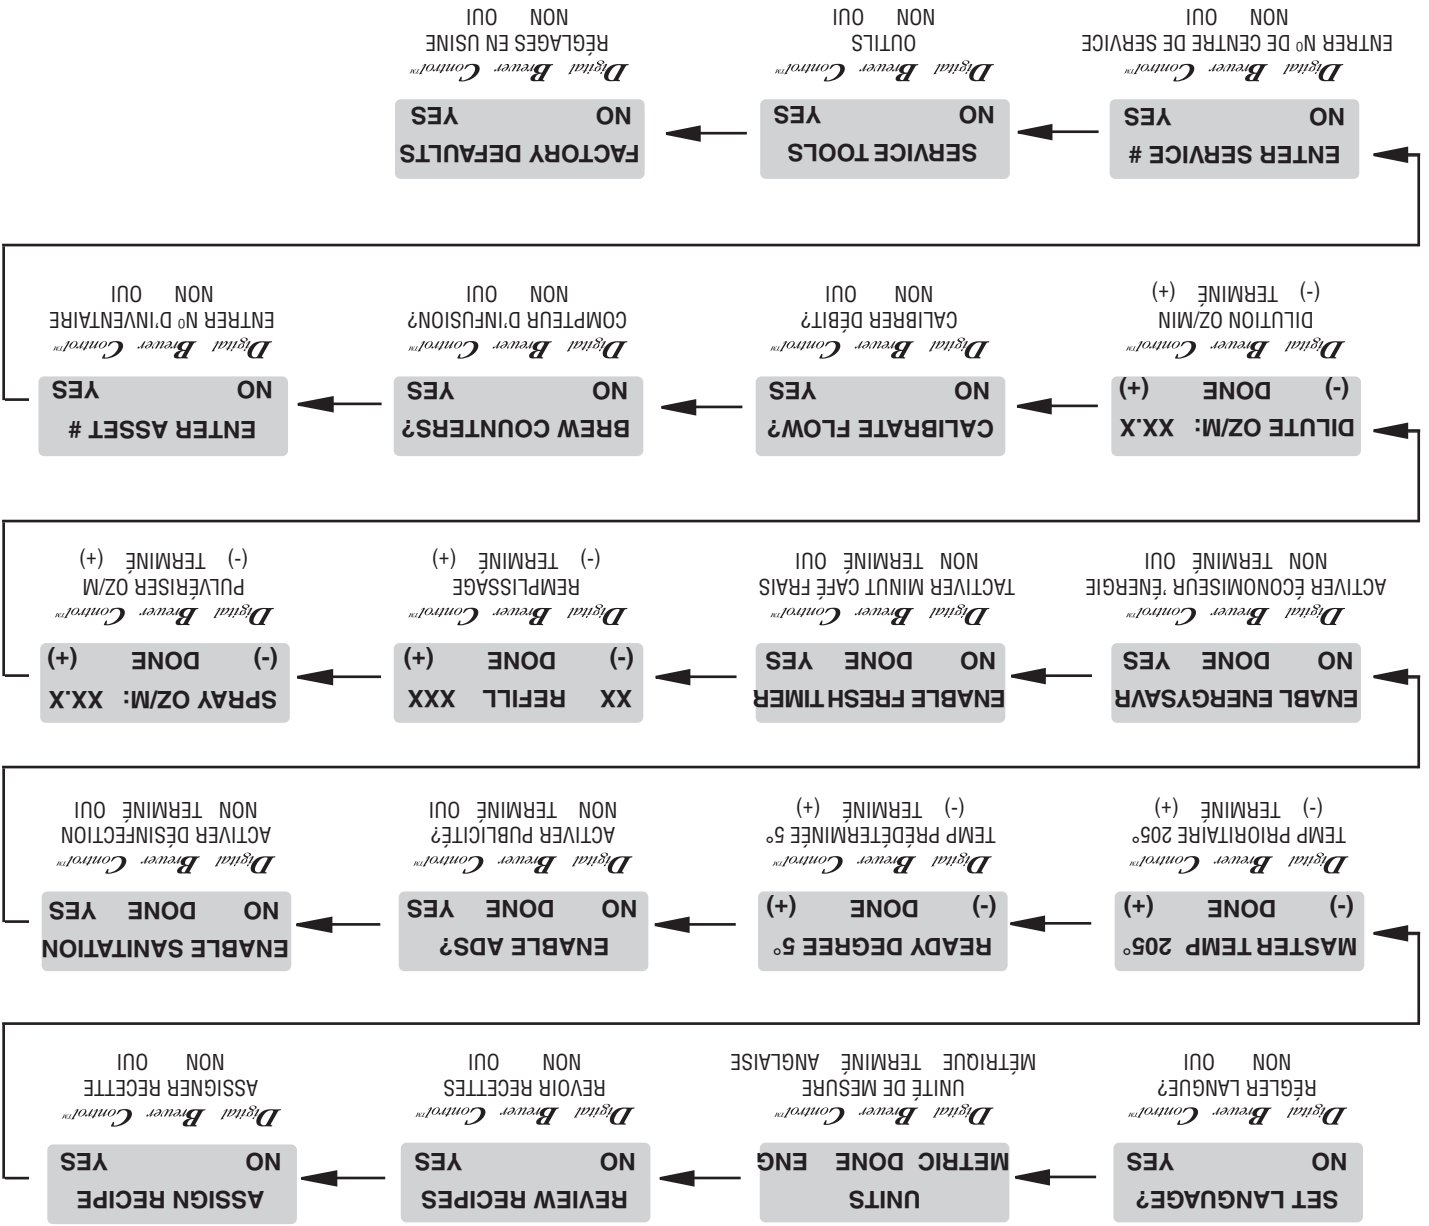 SET LANGUAGE?
NO YES
Digital Brewer Control™
RÉGLER LANGUE?
NON OUI
UNITS
METRIC DONE ENG
Digital Brewer Control™
UNITÉ DE MESURE
MÉTRIQUE TERMINÉ ANGLAISE
REVIEW RECIPES
NO YES
Digital Brewer Control™
REVOIR RECETTES
NON OUI
ASSIGN RECIPE
NO YES
Digital Brewer Control™
ASSIGNER RECETTE
NON OUI
MASTER TEMP 205°
(-) DONE (+)
Digital Brewer Control™
TEMP PRIORITAIRE 205°
(-) TERMINÉ (+)
READY DEGREE 5°
(-) DONE (+)
Digital Brewer Control™
TEMP PRÉDÉTERMINÉE 5°
(-) TERMINÉ (+)
ENABLE ADS?
NO DONE YES
Digital Brewer Control™
ACTIVER PUBLICITÉ?
NON TERMINÉ OUI
ENABLE SANITATION
NO DONE YES
Digital Brewer Control™
ACTIVER DÉSINFECTION
NON TERMINÉ OUI
ENABL ENERGYSAVR
NO DONE YES
Digital Brewer Control™
ACTIVER ÉCONOMISEUR 'ÉNERGIE
NON TERMINÉ OUI
ENABLE FRESHTIMER
NO DONE YES
Digital Brewer Control™
TACTIVER MINUT CAFÉ FRAIS
NON TERMINÉ OUI
XX REFILL XXX
(-) DONE (+)
Digital Brewer Control™
REMPLISSAGE
(-) TERMINÉ (+)
SPRAY OZ/M: XX.X
(-) DONE (+)
Digital Brewer Control™
PULVÉRISER OZ/M
(-) TERMINÉ (+)
DILUTE OZ/M: XX.X
(-) DONE (+)
Digital Brewer Control™
DILUTION OZ/MIN
(-) TERMINÉ (+)
CALIBRATE FLOW?
NO YES
Digital Brewer Control™
CALIBRER DÉBIT?
NON OUI
BREW COUNTERS?
NO YES
Digital Brewer Control™
COMPTEUR D'INFUSION?
NON OUI
ENTER ASSET #
NO YES
Digital Brewer Control™
ENTRER Nº D'INVENTAIRE
NON OUI
ENTER SERVICE #
NO YES
Digital Brewer Control™
ENTRER Nº DE CENTRE DE SERVICE
NON OUI
SERVICE TOOLS
NO YES
Digital Brewer Control™
OUTILS
NON OUI
FACTORY DEFAULTS
NO YES
Digital Brewer Control™
RÉGLAGES EN USINE
NON OUI